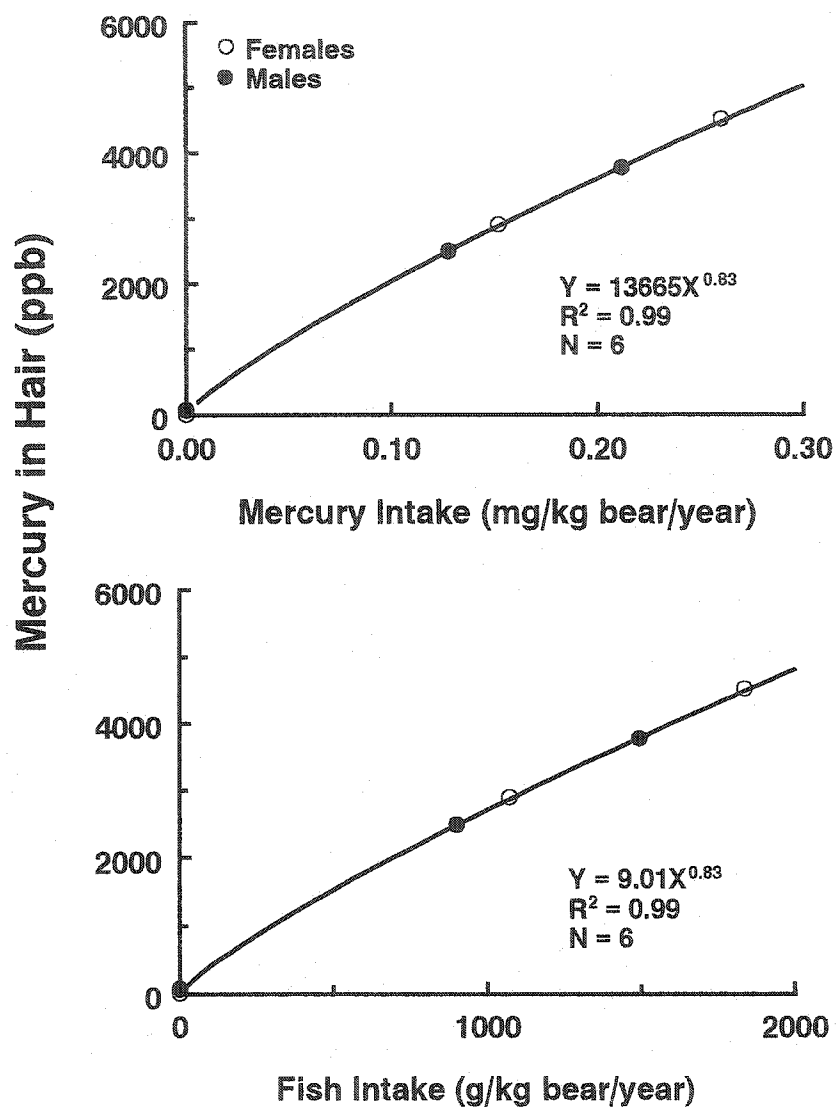 Mercury in Hair (ppb)
6000
4000
2000
0
Females
Males
Y = 13665X^0.83
R² = 0.99
N = 6
0.00 0.10 0.20 0.30
Mercury Intake (mg/kg bear/year)
6000
4000
2000
0
Y = 9.01X^0.83
R² = 0.99
N = 6
0 1000 2000
Fish Intake (g/kg bear/year)